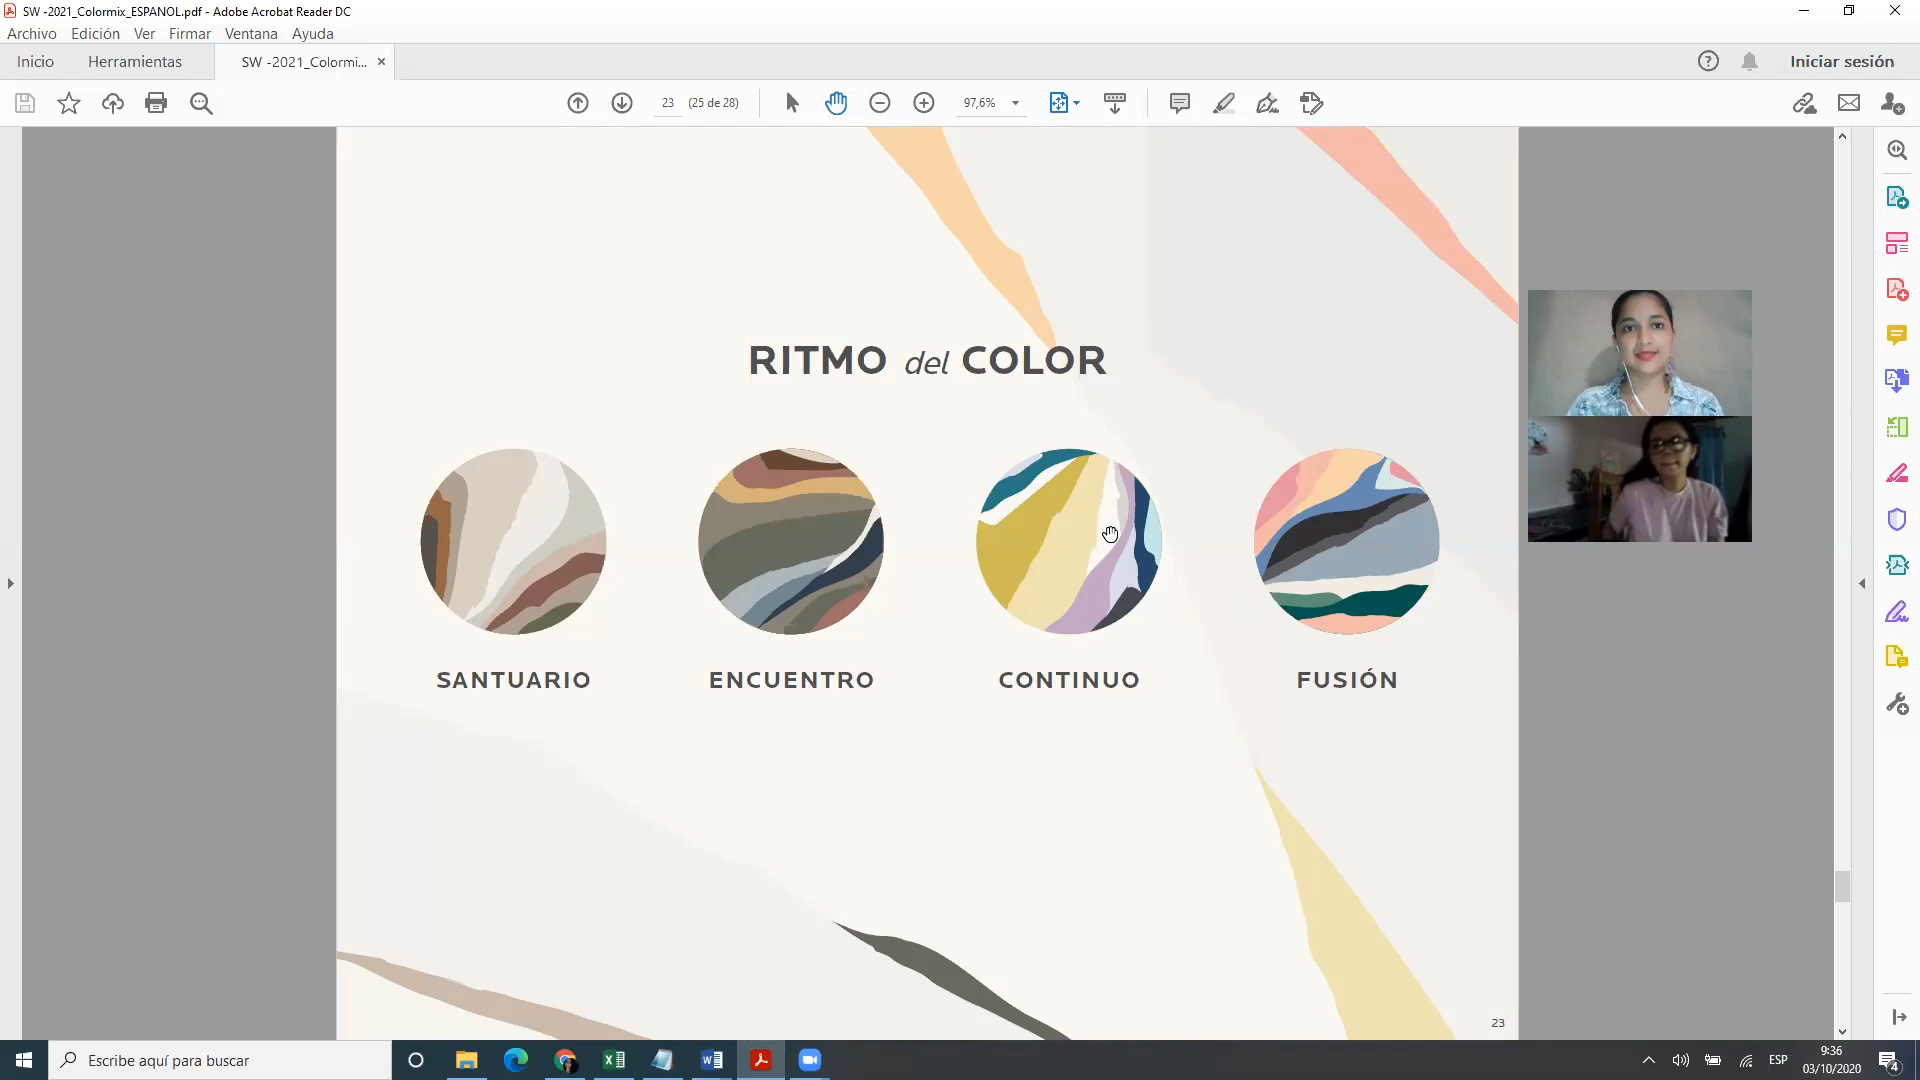 SW -2021_Colormix_ESPANOL.pdf - Adobe Acrobat Reader DC
Archivo Edición Ver Firmar Ventana Ayuda
Inicio Herramientas SW -2021_Colormi... × Iniciar sesión
23 (25 de 28) 97,6%
RITMO del COLOR
SANTUARIO ENCUENTRO CONTINUO FUSIÓN
23
Escribe aquí para buscar
ESP
9:36
03/10/2020
4